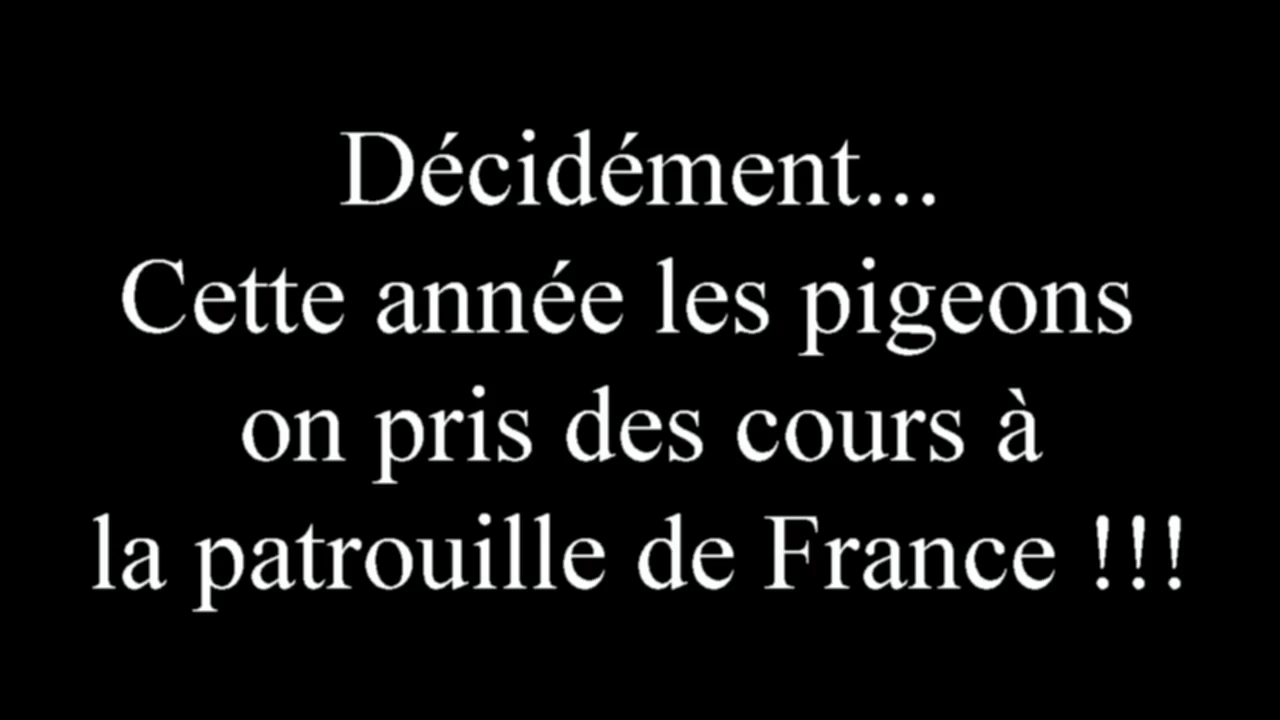 Décidément...
Cette année les pigeons
on pris des cours à
la patrouille de France !!!